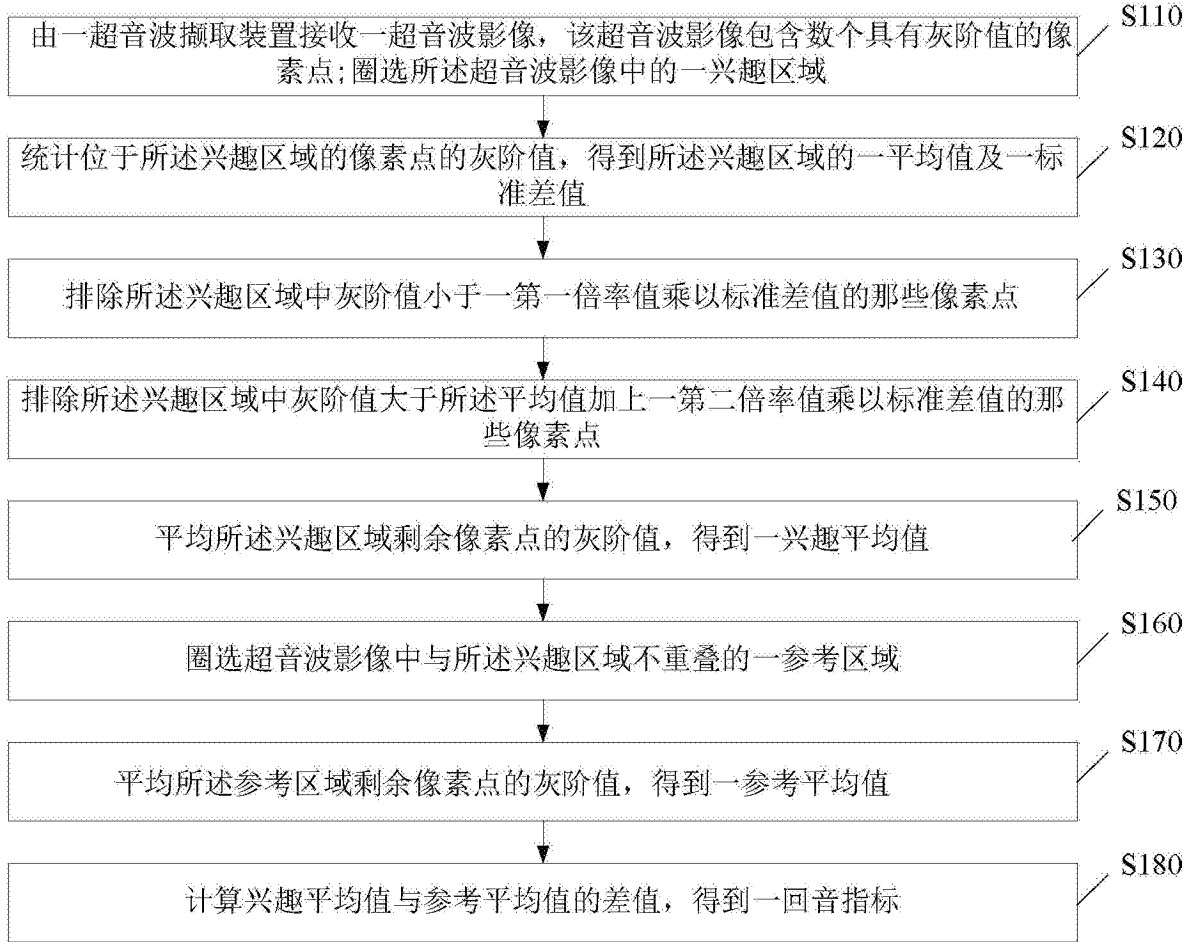 S110
由一超音波撷取装置接收一超音波影像，该超音波影像包含数个具有灰阶值的像
素点;圈选所述超音波影像中的一兴趣区域
S120
统计位于所述兴趣区域的像素点的灰阶值，得到所述兴趣区域的一平均值及一标
准差值
S130
排除所述兴趣区域中灰阶值小于一第一倍率值乘以标准差值的那些像素点
S140
排除所述兴趣区域中灰阶值大于所述平均值加上一第二倍率值乘以标准差值的那
些像素点
S150
平均所述兴趣区域剩余像素点的灰阶值，得到一兴趣平均值
S160
圈选超音波影像中与所述兴趣区域不重叠的一参考区域
S170
平均所述参考区域剩余像素点的灰阶值，得到一参考平均值
S180
计算兴趣平均值与参考平均值的差值，得到一回音指标